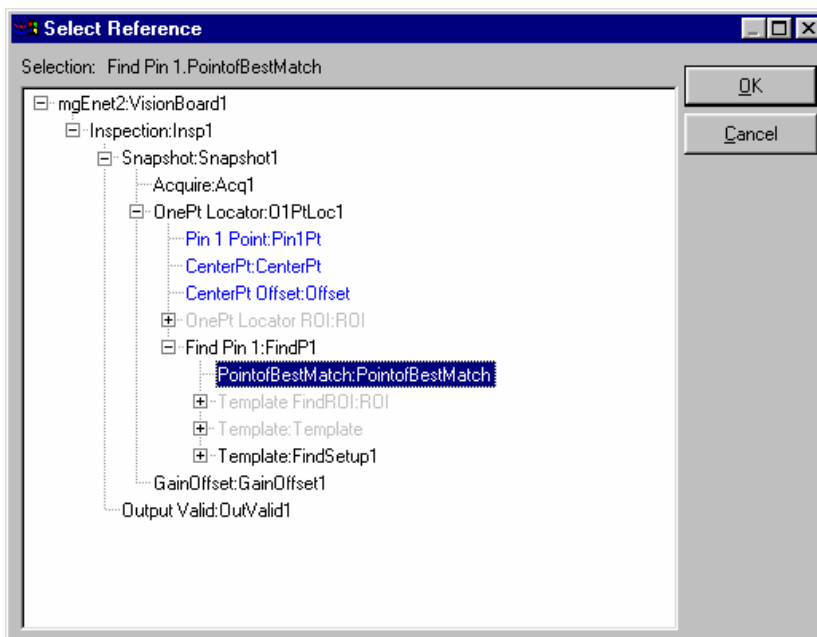 Select Reference
Selection: Find Pin 1.PointofBestMatch
OK
Cancel
mgEnet2:VisionBoard1
Inspection:Insp1
Snapshot:Snapshot1
Acquire:Acq1
OnePt Locator:O1PtLoc1
Pin 1 Point:Pin1Pt
CenterPt:CenterPt
CenterPt Offset:Offset
OnePt Locator ROI:ROI
Find Pin 1:FindP1
PointofBestMatch:PointofBestMatch
Template FindROI:ROI
Template:Template
Template:FindSetup1
GainOffset:GainOffset1
Output Valid:OutValid1